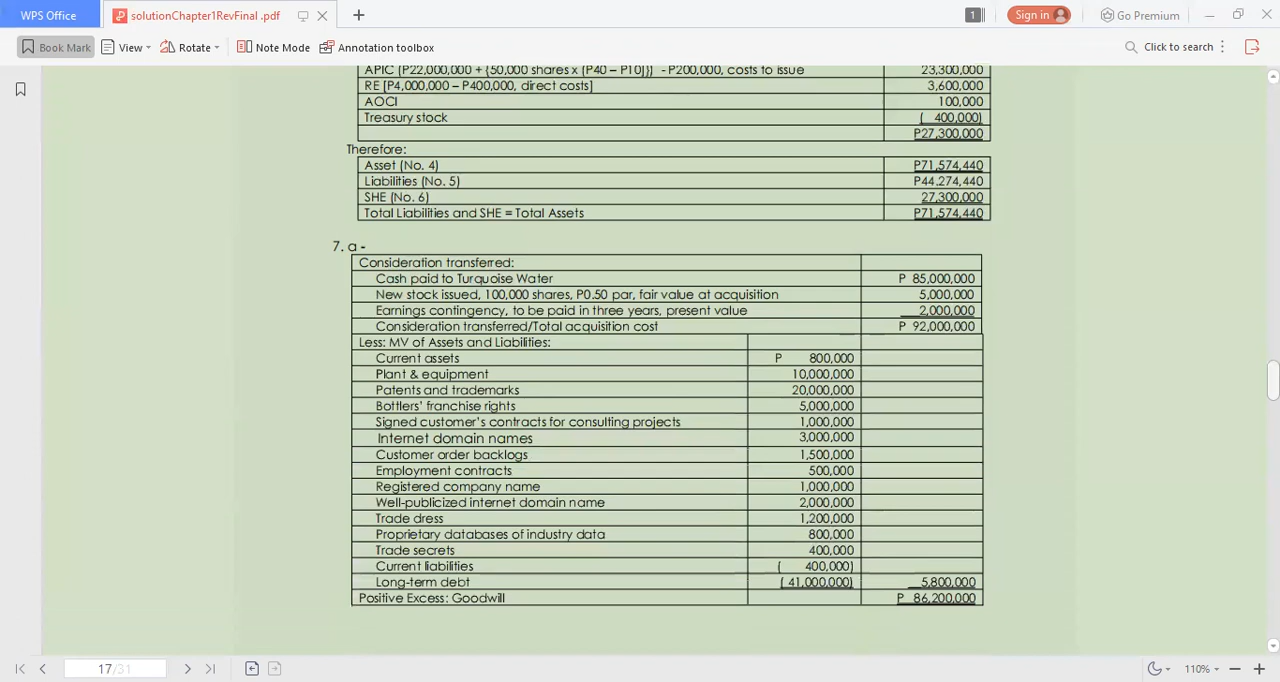 WPS Office
solutionChapter1RevFinal .pdf
1
Sign in
Go Premium
Book Mark
View
Rotate
Note Mode
Annotation toolbox
Click to search
APIC [P22,000,000 + {50,000 shares x (P40 – P10]}) - P200,000, costs to issue 23,300,000
RE [P4,000,000 – P400,000, direct costs] 3,600,000
AOCI 100,000
Treasury stock ( 400,000)
P27,300,000
Therefore:
Asset (No. 4) P71,574,440
Liabilities (No. 5) P44,274,440
SHE (No. 6) 27,300,000
Total Liabilities and SHE = Total Assets P71,574,440
7. a -
Consideration transferred:
Cash paid to Turquoise Water P 85,000,000
New stock issued, 100,000 shares, P0.50 par, fair value at acquisition 5,000,000
Earnings contingency, to be paid in three years, present value 2,000,000
Consideration transferred/Total acquisition cost P 92,000,000
Less: MV of Assets and Liabilities:
Current assets P 800,000
Plant & equipment 10,000,000
Patents and trademarks 20,000,000
Bottlers’ franchise rights 5,000,000
Signed customer’s contracts for consulting projects 1,000,000
Internet domain names 3,000,000
Customer order backlogs 1,500,000
Employment contracts 500,000
Registered company name 1,000,000
Well-publicized internet domain name 2,000,000
Trade dress 1,200,000
Proprietary databases of industry data 800,000
Trade secrets 400,000
Current liabilities ( 400,000)
Long-term debt ( 41,000,000) 5,800,000
Positive Excess: Goodwill P 86,200,000
17/31
110%